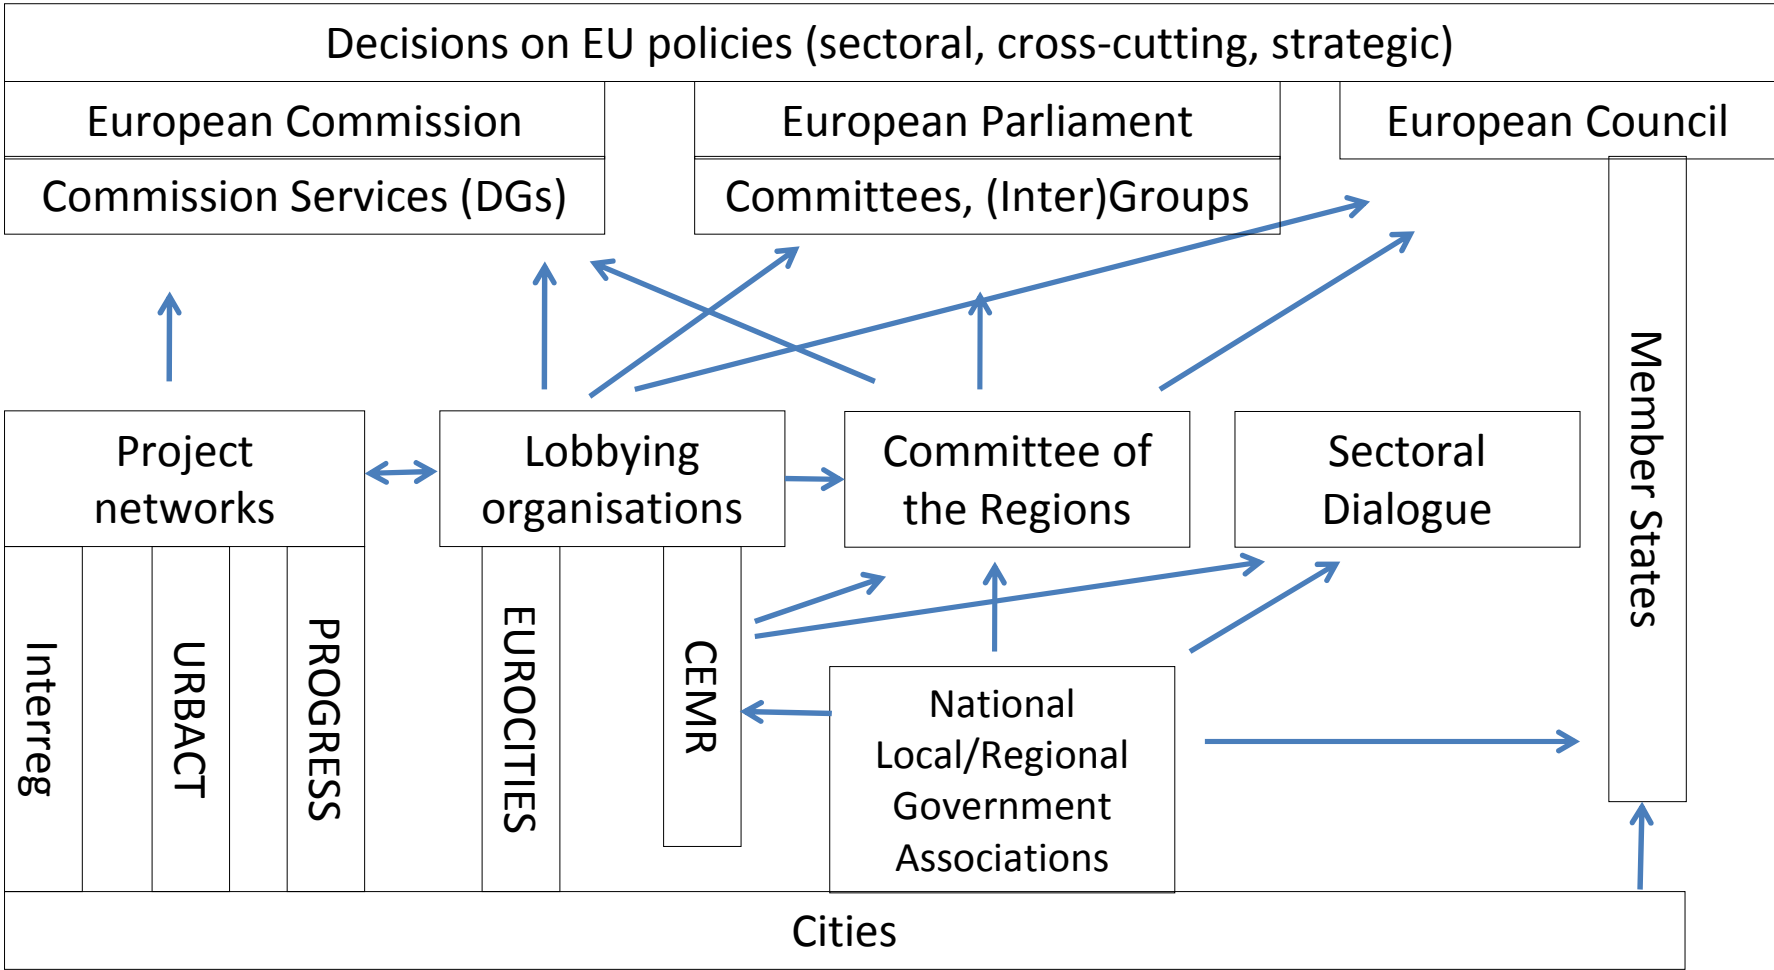 Decisions on EU policies (sectoral, cross-cutting, strategic)
European Commission
European Parliament
European Council
Commission Services (DGs)
Committees, (Inter)Groups
Member States
Project
networks
Lobbying
organisations
Committee of
the Regions
Sectoral
Dialogue
Interreg
URBACT
PROGRESS
EUROCITIES
CEMR
National
Local/Regional
Government
Associations
Cities